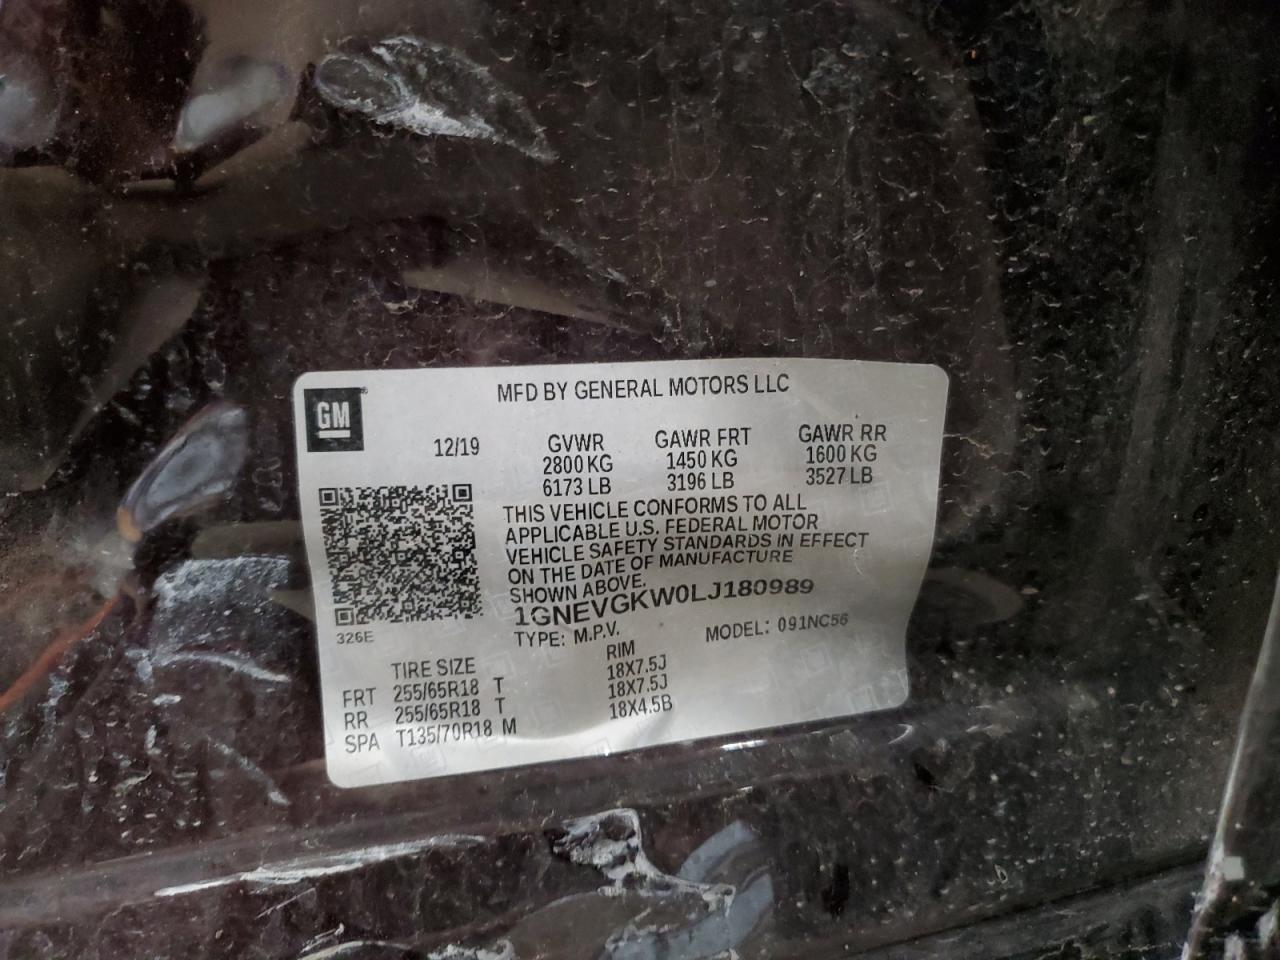 MFD BY GENERAL MOTORS LLC
GM
12/19 GVWR GAWR FRT GAWR RR
2800 KG 1450 KG 1600 KG
6173 LB 3196 LB 3527 LB
THIS VEHICLE CONFORMS TO ALL
APPLICABLE U.S. FEDERAL MOTOR
VEHICLE SAFETY STANDARDS IN EFFECT
ON THE DATE OF MANUFACTURE
SHOWN ABOVE.
1GNEVGKW0LJ180989
326E
TYPE: M.P.V. MODEL: 091NC56
TIRE SIZE RIM
FRT 255/65R18 T 18X7.5J
RR 255/65R18 T 18X7.5J
SPA T135/70R18 M 18X4.5B